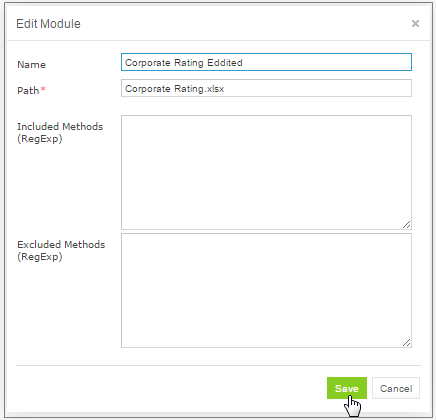 Edit Module
×
Name
Corporate Rating Eddited
Path*
Corporate Rating.xlsx
Included Methods
(RegExp)
Excluded Methods
(RegExp)
Save
Cancel